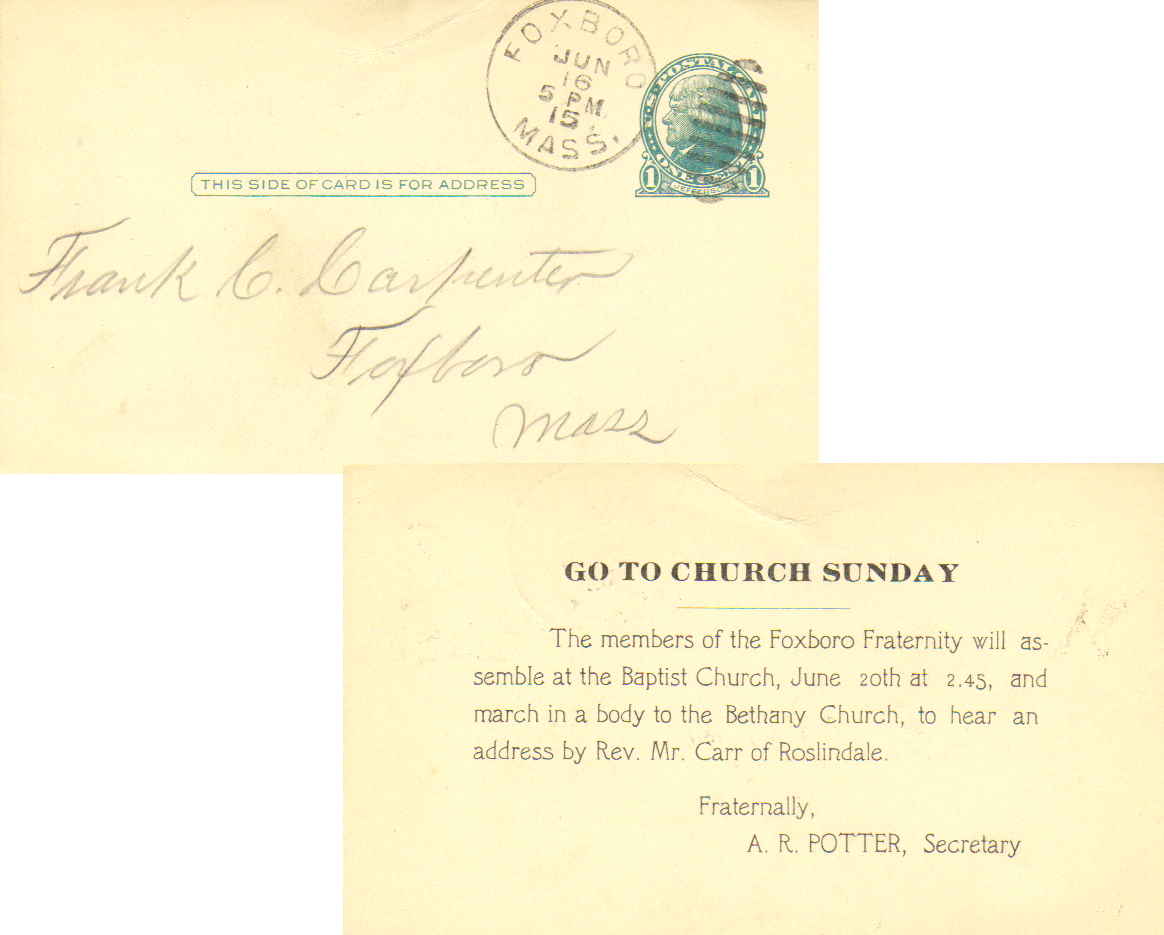 FOXBORO
JUN
16
5 PM
15
MASS.
U.S. POSTAL CARD
ONE CENT
1 1
JEFFERSON
THIS SIDE OF CARD IS FOR ADDRESS
Frank C. Carpenter
Foxboro
Mass
GO TO CHURCH SUNDAY
The members of the Foxboro Fraternity will as-
semble at the Baptist Church, June 20th at 2.45, and
march in a body to the Bethany Church, to hear an
address by Rev. Mr. Carr of Roslindale.
Fraternally,
A. R. POTTER, Secretary